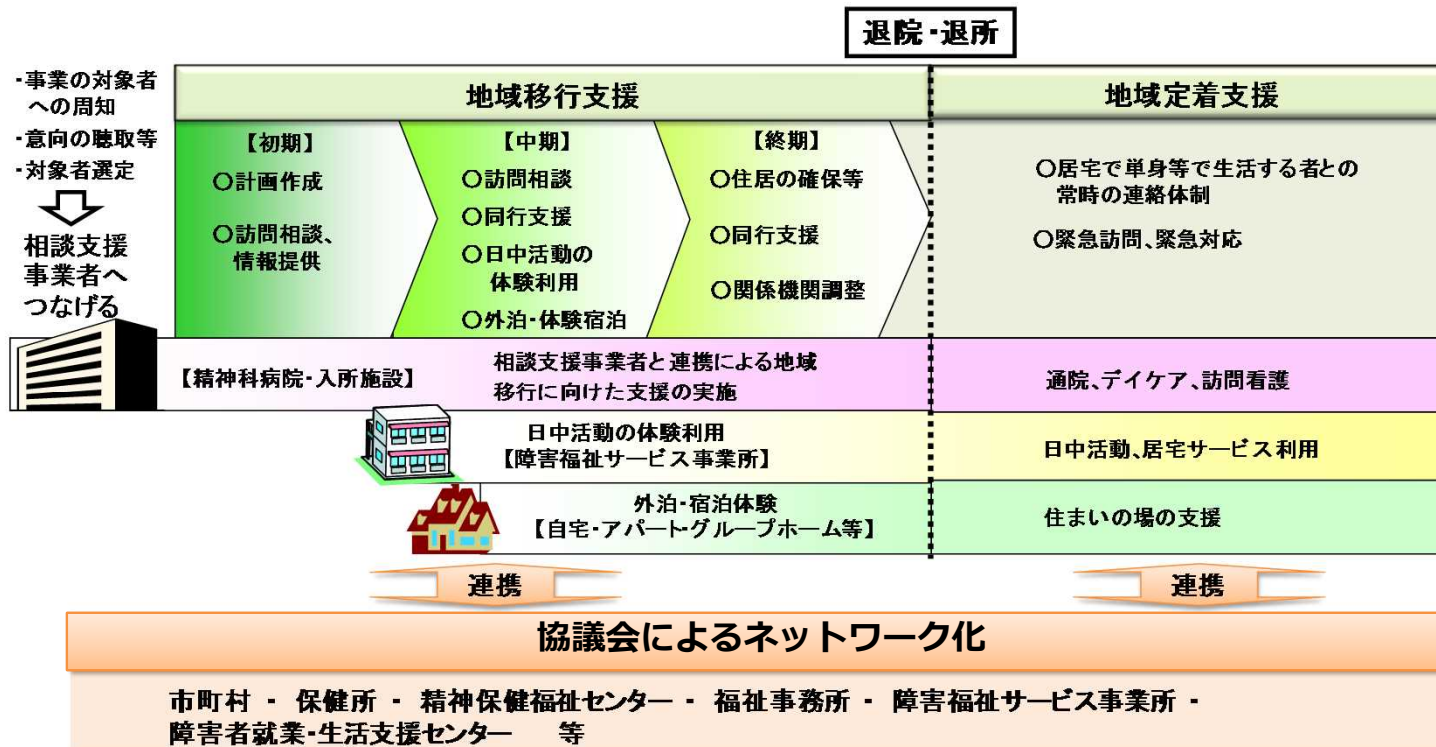 退院・退所
・事業の対象者
への周知
・意向の聴取等
・対象者選定
相談支援
事業者へ
つなげる
地域移行支援
地域定着支援
【初期】
〇計画作成
〇訪問相談、
情報提供
【中期】
〇訪問相談
〇同行支援
〇日中活動の
体験利用
〇外泊・体験宿泊
【終期】
〇住居の確保等
〇同行支援
〇関係機関調整
〇居宅で単身等で生活する者との
常時の連絡体制
〇緊急訪問、緊急対応
【精神科病院・入所施設】
相談支援事業者と連携による地域
移行に向けた支援の実施
通院、デイケア、訪問看護
日中活動の体験利用
【障害福祉サービス事業所】
日中活動、居宅サービス利用
外泊・宿泊体験
【自宅・アパート・グループホーム等】
住まいの場の支援
連携
連携
協議会によるネットワーク化
市町村 ・ 保健所 ・ 精神保健福祉センター ・ 福祉事務所 ・ 障害福祉サービス事業所 ・
障害者就業・生活支援センター 等